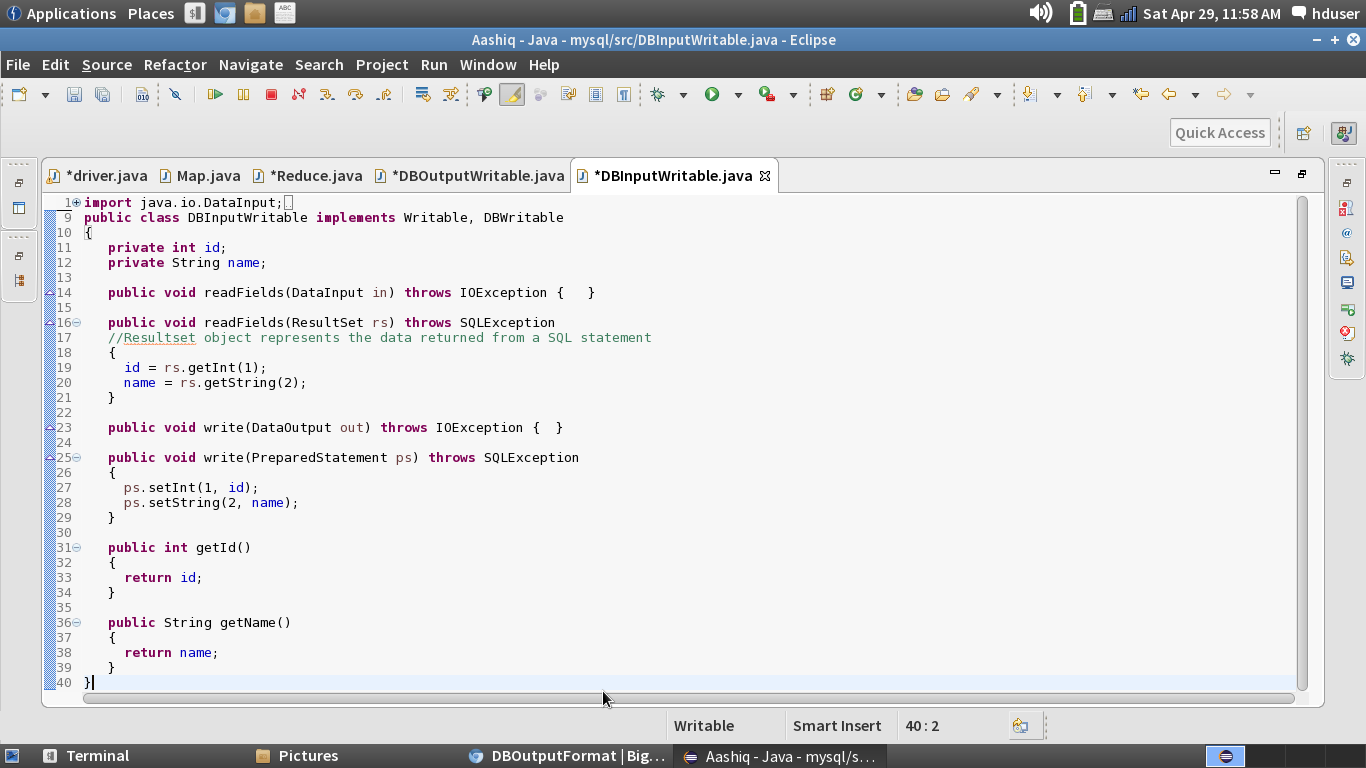 Applications Places ABC Sat Apr 29, 11:58 AM hduser
Aashiq - Java - mysql/src/DBInputWritable.java - Eclipse
File Edit Source Refactor Navigate Search Project Run Window Help
Quick Access
*driver.java Map.java *Reduce.java *DBOutputWritable.java *DBInputWritable.java
1 import java.io.DataInput;
9 public class DBInputWritable implements Writable, DBWritable
10 {
11 private int id;
12 private String name;
13
14 public void readFields(DataInput in) throws IOException { }
15
16 public void readFields(ResultSet rs) throws SQLException
17 //Resultset object represents the data returned from a SQL statement
18 {
19 id = rs.getInt(1);
20 name = rs.getString(2);
21 }
22
23 public void write(DataOutput out) throws IOException { }
24
25 public void write(PreparedStatement ps) throws SQLException
26 {
27 ps.setInt(1, id);
28 ps.setString(2, name);
29 }
30
31 public int getId()
32 {
33 return id;
34 }
35
36 public String getName()
37 {
38 return name;
39 }
40 }
Writable Smart Insert 40 : 2
Terminal Pictures DBOutputFormat | Big... Aashiq - Java - mysql/s...